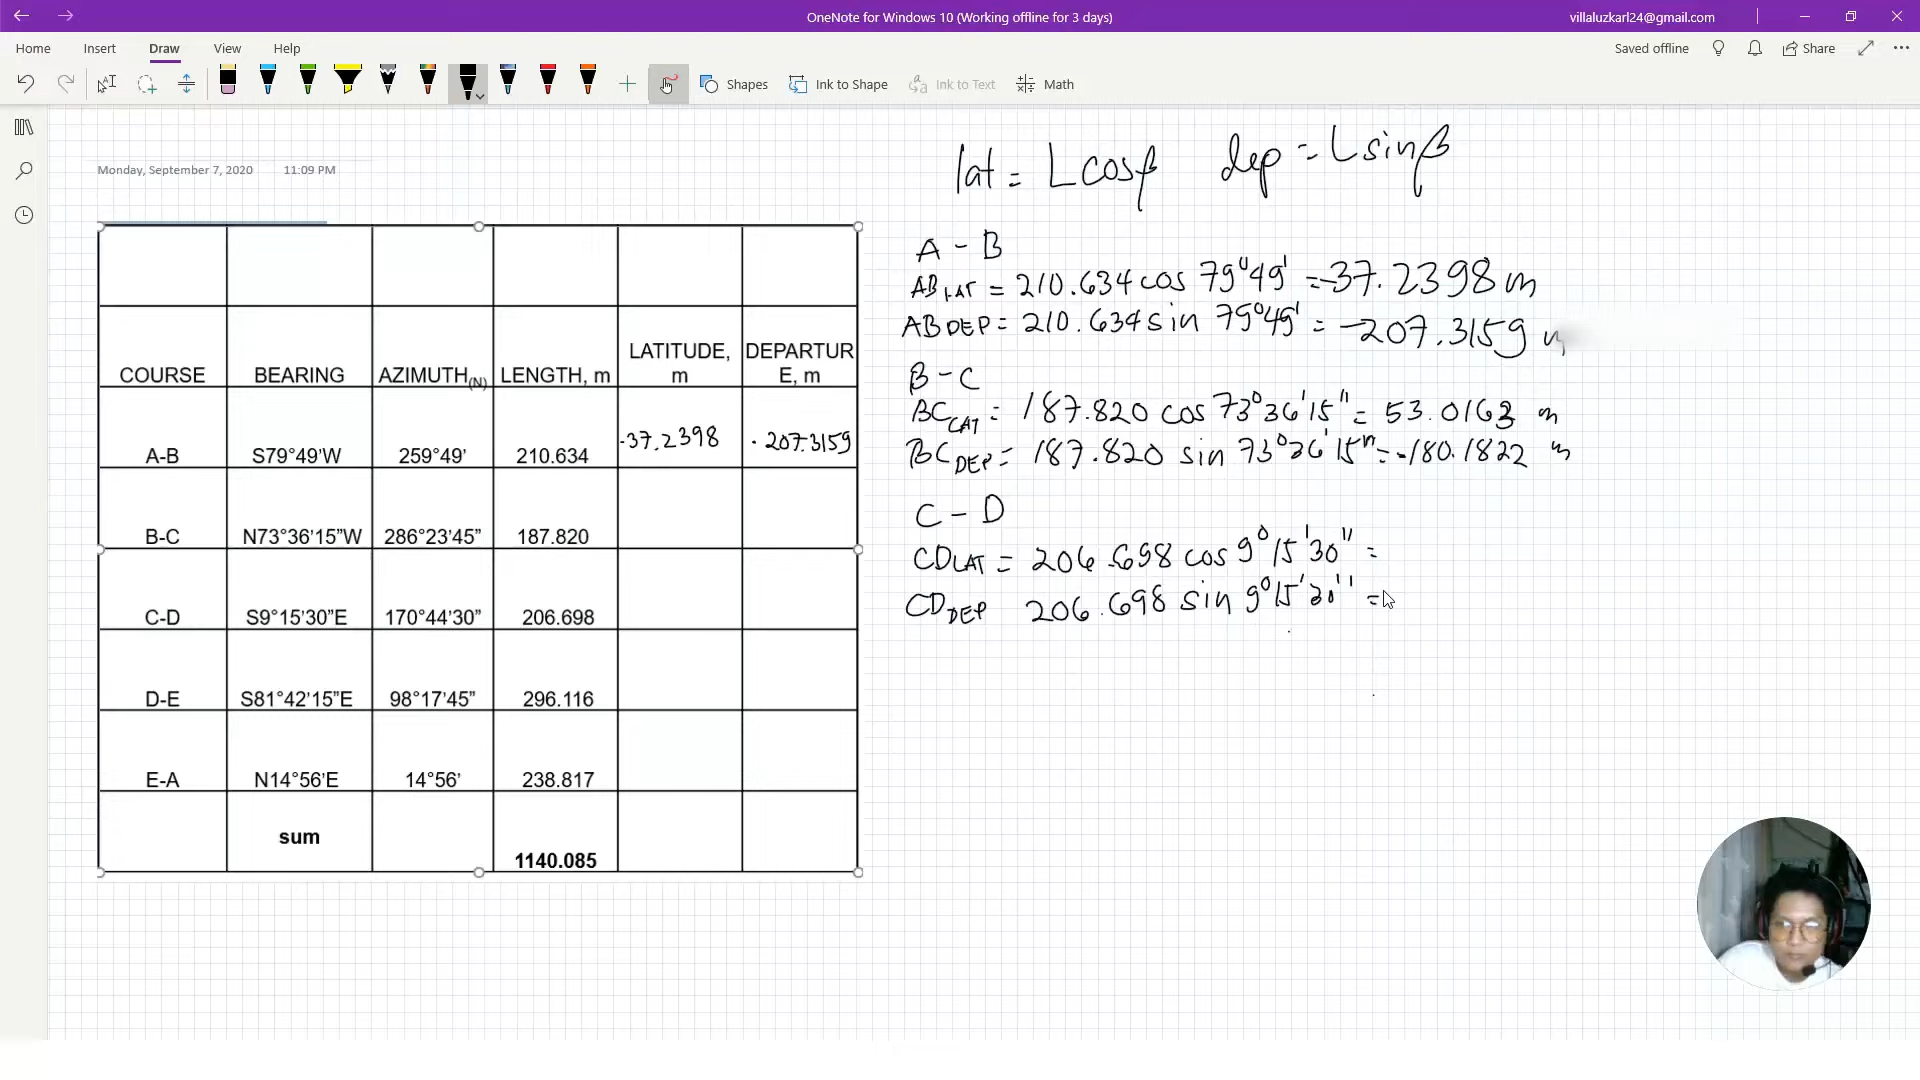 OneNote for Windows 10 (Working offline for 3 days)
villaluzkarl24@gmail.com
Home Insert Draw View Help
Saved offline
Share
Shapes
Ink to Shape
Ink to Text
Math
Monday, September 7, 2020 11:09 PM
COURSE BEARING AZIMUTH(N) LENGTH, m LATITUDE, m DEPARTURE, m
A-B S79°49'W 259°49' 210.634 -37.2398 -207.3159
B-C N73°36'15"W 286°23'45" 187.820
C-D S9°15'30"E 170°44'30" 206.698
D-E S81°42'15"E 98°17'45" 296.116
E-A N14°56'E 14°56' 238.817
sum 1140.085
lat = L cos β dep = L sin β
A - B
AB LAT = 210.634 cos 79°49' = -37.2398 m
AB DEP = 210.634 sin 79°49' = -207.3159 m
B - C
BC LAT = 187.820 cos 73°36'15" = 53.0163 m
BC DEP = 187.820 sin 73°36'15" = -180.1822 m
C - D
CD LAT = 206.698 cos 9°15'30" =
CD DEP 206.698 sin 9°15'30" =